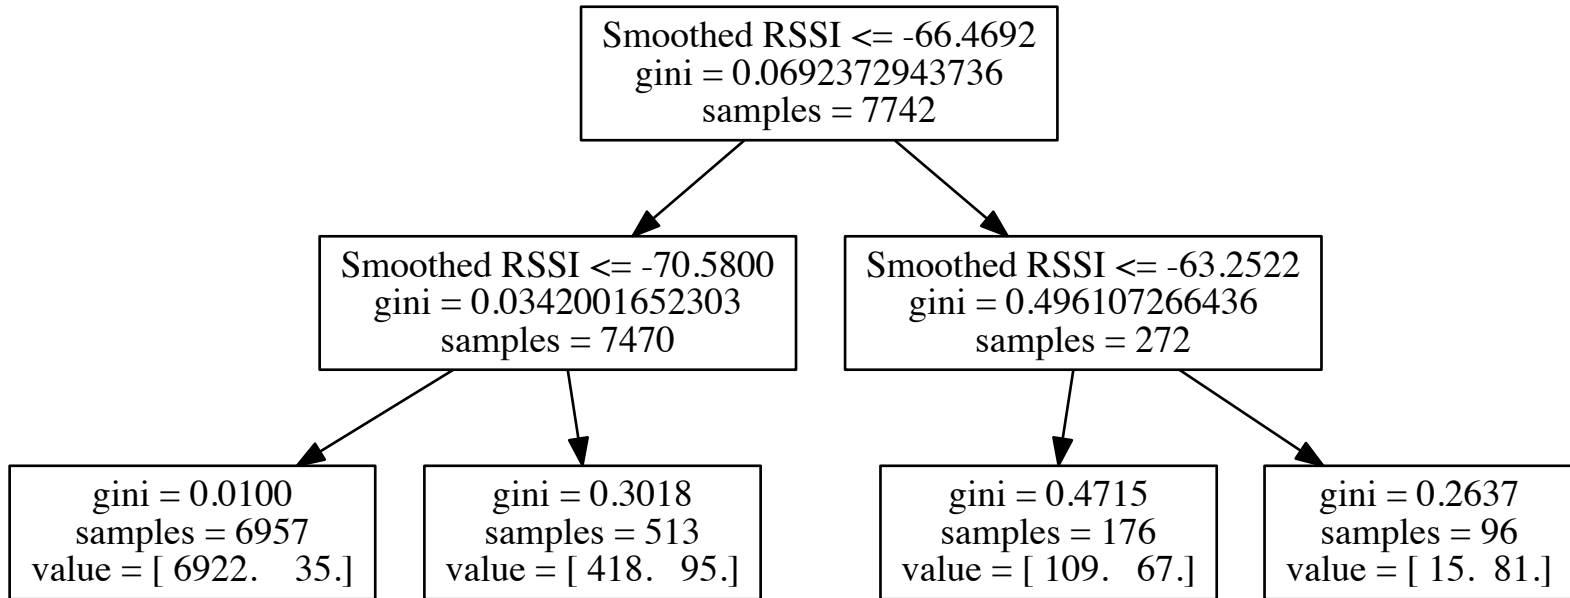 Smoothed RSSI <= -66.4692
gini = 0.0692372943736
samples = 7742
Smoothed RSSI <= -70.5800
gini = 0.0342001652303
samples = 7470
Smoothed RSSI <= -63.2522
gini = 0.496107266436
samples = 272
gini = 0.0100
samples = 6957
value = [ 6922.    35.]
gini = 0.3018
samples = 513
value = [ 418.   95.]
gini = 0.4715
samples = 176
value = [ 109.   67.]
gini = 0.2637
samples = 96
value = [ 15.  81.]